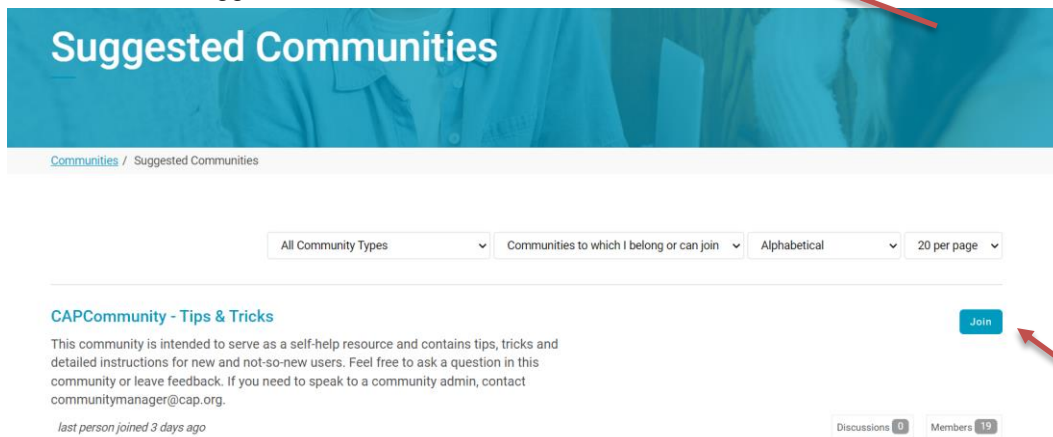 Suggested Communities
Communities / Suggested Communities
All Community Types Communities to which I belong or can join Alphabetical 20 per page
CAPCommunity - Tips & Tricks
Join
This community is intended to serve as a self-help resource and contains tips, tricks and
detailed instructions for new and not-so-new users. Feel free to ask a question in this
community or leave feedback. If you need to speak to a community admin, contact
communitymanager@cap.org.
last person joined 3 days ago
Discussions 0 Members 19